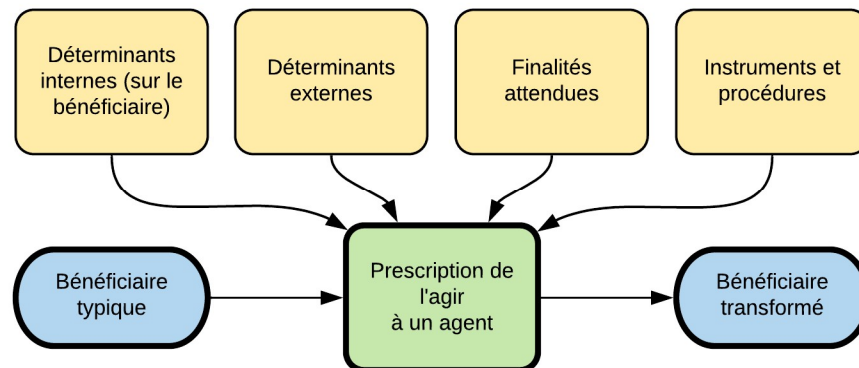 Déterminants
internes (sur le
bénéficiaire)
Déterminants
externes
Finalités
attendues
Instruments et
procédures
Bénéficiaire
typique
Prescription de
l'agir
à un agent
Bénéficiaire
transformé